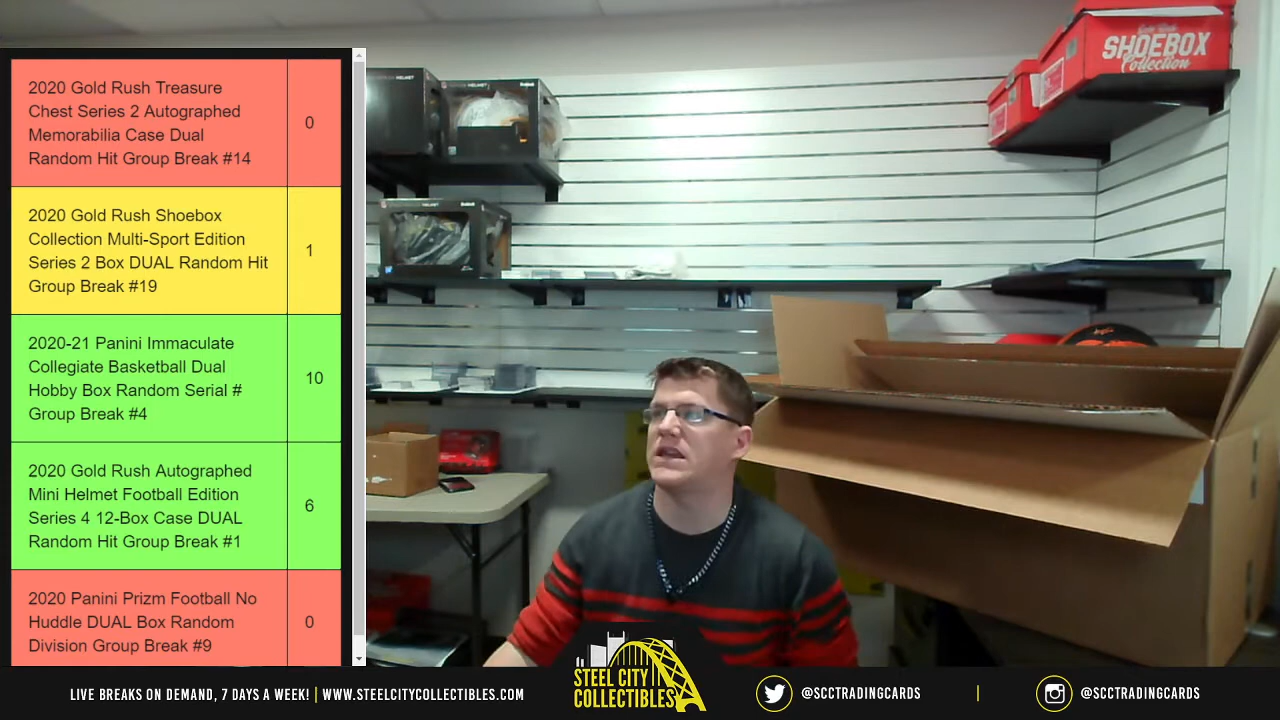 2020 Gold Rush Treasure
Chest Series 2 Autographed
Memorabilia Case Dual
Random Hit Group Break #14
0
2020 Gold Rush Shoebox
Collection Multi-Sport Edition
Series 2 Box DUAL Random Hit
Group Break #19
1
2020-21 Panini Immaculate
Collegiate Basketball Dual
Hobby Box Random Serial #
Group Break #4
10
2020 Gold Rush Autographed
Mini Helmet Football Edition
Series 4 12-Box Case DUAL
Random Hit Group Break #1
6
2020 Panini Prizm Football No
Huddle DUAL Box Random
Division Group Break #9
0
SHOEBOX
Collection
LIVE BREAKS ON DEMAND, 7 DAYS A WEEK! | WWW.STEELCITYCOLLECTIBLES.COM
STEEL CITY
COLLECTIBLES
@SCCTRADINGCARDS
@SCCTRADINGCARDS